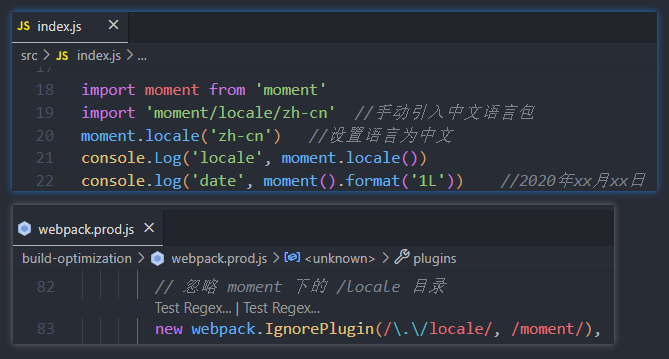 JS index.js ×
src > JS index.js > ...
17
18 import moment from 'moment'
19 import 'moment/locale/zh-cn' //手动引入中文语言包
20 moment.locale('zh-cn') //设置语言为中文
21 console.Log('locale', moment.locale())
22 console.log('date', moment().format('1L')) //2020年xx月xx日
webpack.prod.js ×
build-optimization > webpack.prod.js > <unknown> > plugins
82 // 忽略 moment 下的 /locale 目录
Test Regex... | Test Regex...
83 new webpack.IgnorePlugin(/\.\/locale/, /moment/),